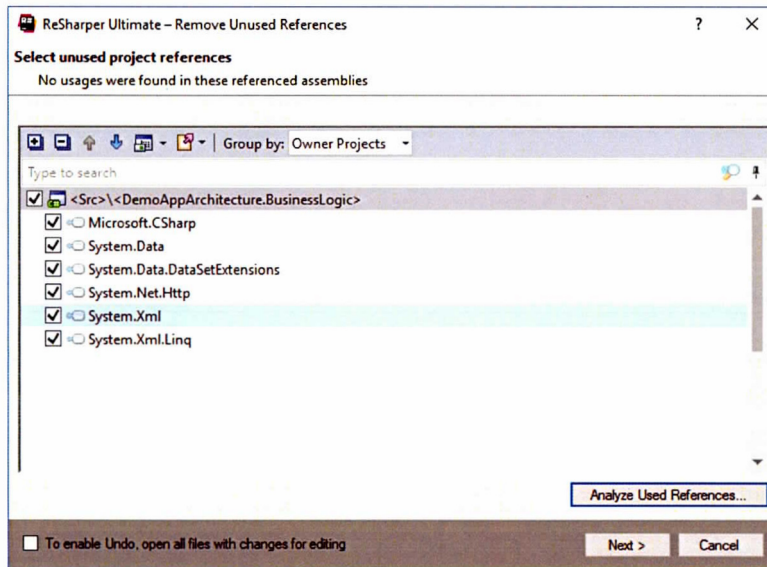 ReSharper Ultimate – Remove Unused References
Select unused project references
No usages were found in these referenced assemblies
Group by: Owner Projects
Type to search
<Src>\<DemoAppArchitecture.BusinessLogic>
Microsoft.CSharp
System.Data
System.Data.DataSetExtensions
System.Net.Http
System.Xml
System.Xml.Linq
Analyze Used References...
To enable Undo, open all files with changes for editing
Next >
Cancel